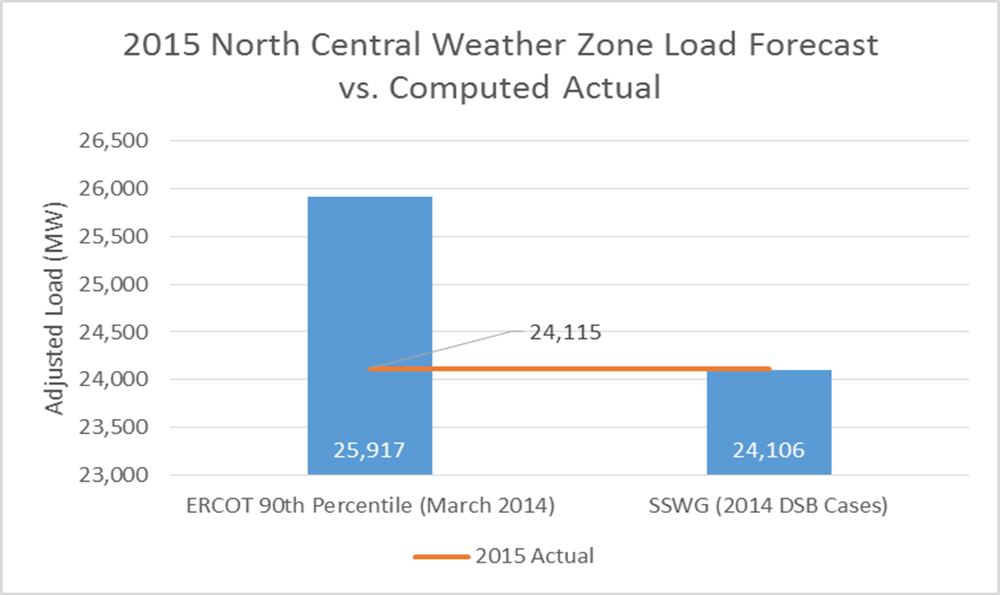 2015 North Central Weather Zone Load Forecast
vs. Computed Actual
26,500
26,000
25,500
25,000
24,500
24,000
23,500
23,000
Adjusted Load (MW)
24,115
25,917
24,106
ERCOT 90th Percentile (March 2014)
SSWG (2014 DSB Cases)
2015 Actual